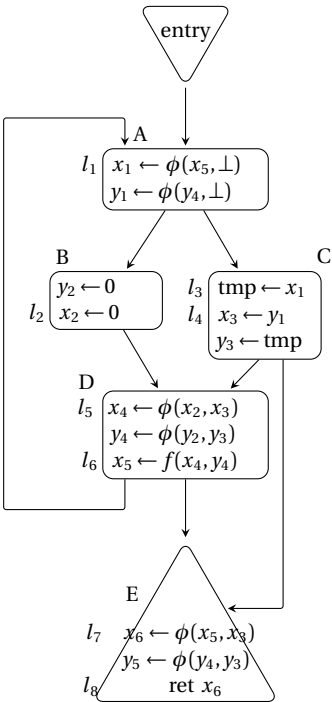 entry
A
l₁ x₁ ← ϕ(x₅, ⊥)
y₁ ← ϕ(y₄, ⊥)
B
y₂ ← 0
l₂ x₂ ← 0
C
l₃ tmp ← x₁
l₄ x₃ ← y₁
y₃ ← tmp
D
l₅ x₄ ← ϕ(x₂, x₃)
y₄ ← ϕ(y₂, y₃)
l₆ x₅ ← f(x₄, y₄)
E
l₇ x₆ ← ϕ(x₅, x₃)
y₅ ← ϕ(y₄, y₃)
l₈ ret x₆